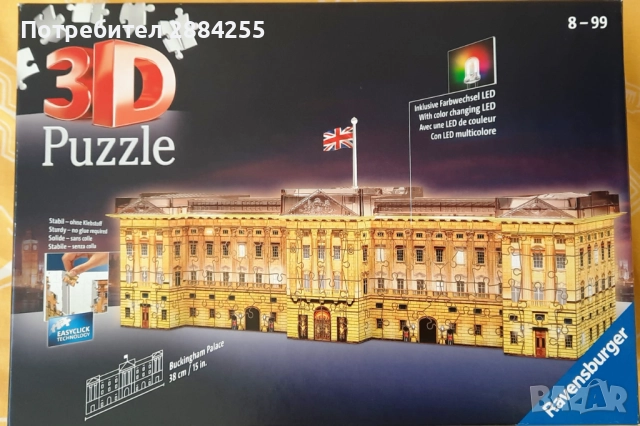 Потребител 2884255
8–99
3D
Puzzle
Inklusive Farbwechsel LED
With color changing LED
Avec une LED de couleur
Con LED multicolore
Stabil – ohne Klebstoff
Sturdy – no glue required
Solide – sans colle
Stabile – senza colla
EASYCLICK
TECHNOLOGY
Buckingham Palace
38 cm / 15 in.
Ravensburger
BAZAR